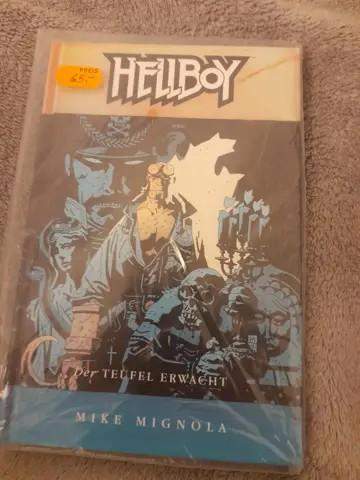 PREIS
65,-
HELLBOY
Der TEUFEL ERWACHT
MIKE MIGNOLA